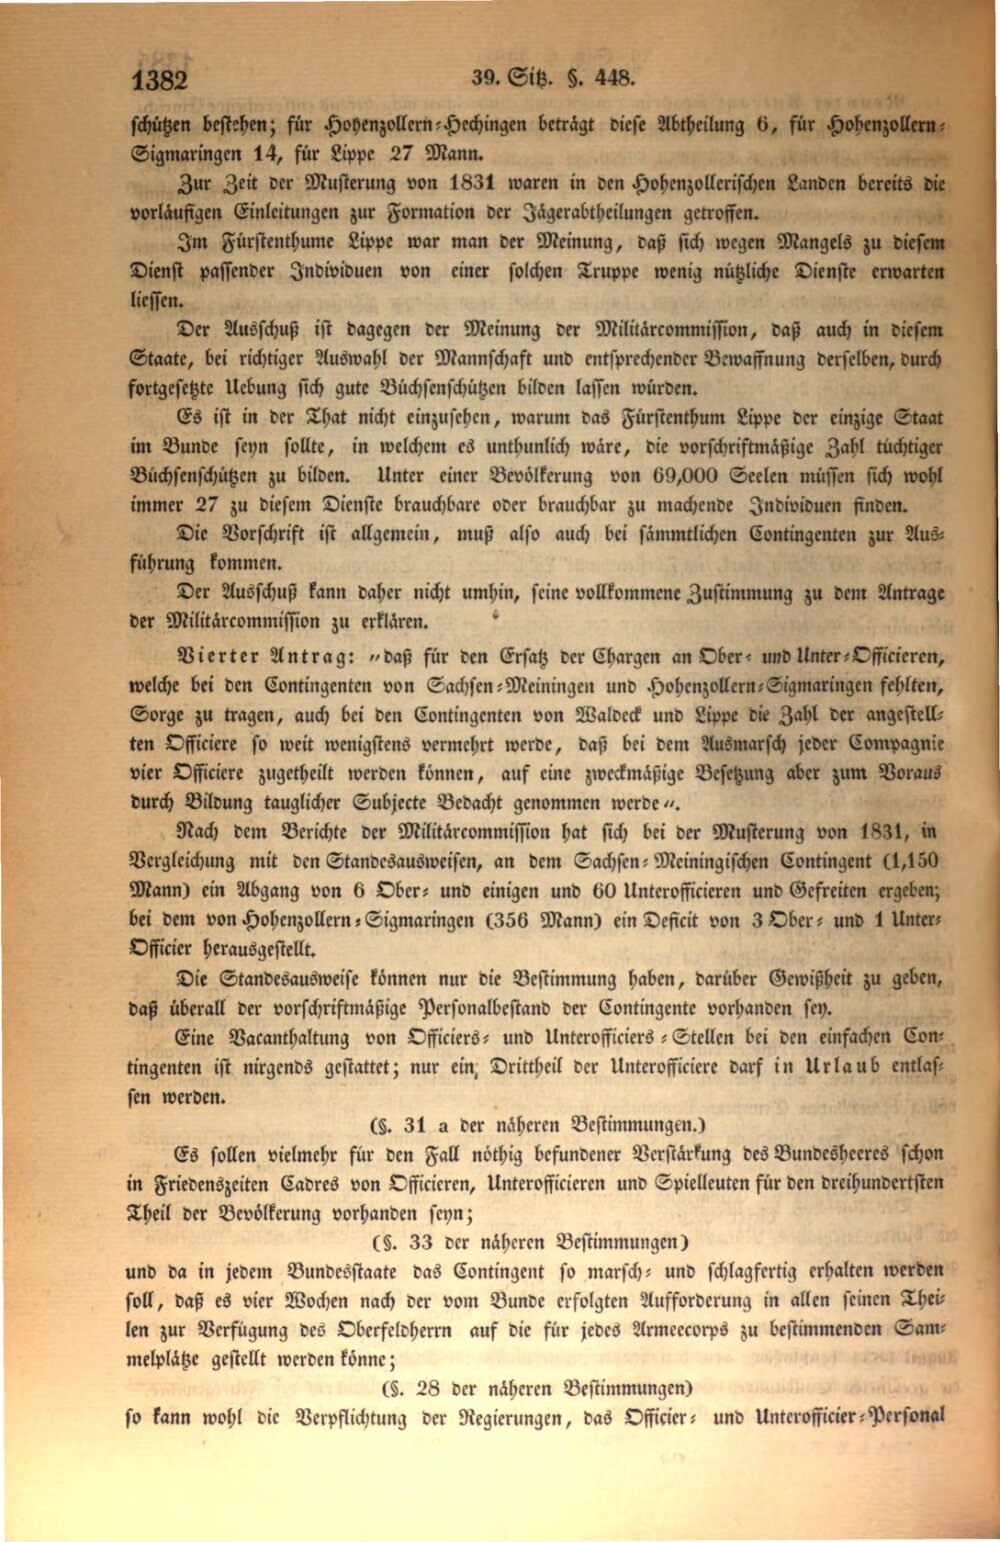 1382
39. Sitz. §. 448.
schützen bestehen; für Hohenzollern-Hechingen beträgt diese Abtheilung 6, für Hohenzollern-
Sigmaringen 14, für Lippe 27 Mann.
Zur Zeit der Musterung von 1831 waren in den Hohenzollerischen Landen bereits die
vorläufigen Einleitungen zur Formation der Jägerabtheilungen getroffen.
Im Fürstenthume Lippe war man der Meinung, daß sich wegen Mangels zu diesem
Dienst passender Individuen von einer solchen Truppe wenig nützliche Dienste erwarten
liessen.
Der Ausschuß ist dagegen der Meinung der Militärcommission, daß auch in diesem
Staate, bei richtiger Auswahl der Mannschaft und entsprechender Bewaffnung derselben, durch
fortgesetzte Uebung sich gute Büchsenschützen bilden lassen würden.
Es ist in der That nicht einzusehen, warum das Fürstenthum Lippe der einzige Staat
im Bunde seyn sollte, in welchem es unthunlich wäre, die vorschriftmäßige Zahl tüchtiger
Büchsenschützen zu bilden. Unter einer Bevölkerung von 69,000 Seelen müssen sich wohl
immer 27 zu diesem Dienste brauchbare oder brauchbar zu machende Individuen finden.
Die Vorschrift ist allgemein, muß also auch bei sämmtlichen Contingenten zur Aus-
führung kommen.
Der Ausschuß kann daher nicht umhin, seine vollkommene Zustimmung zu dem Antrage
der Militärcommission zu erklären.
Vierter Antrag: „daß für den Ersatz der Chargen an Ober- und Unter-Officieren,
welche bei den Contingenten von Sachsen-Meiningen und Hohenzollern-Sigmaringen fehlten,
Sorge zu tragen, auch bei den Contingenten von Waldeck und Lippe die Zahl der angestell-
ten Officiere so weit wenigstens vermehrt werde, daß bei dem Ausmarsch jeder Compagnie
vier Officiere zugetheilt werden können, auf eine zweckmäßige Besetzung aber zum Voraus
durch Bildung tauglicher Subjecte Bedacht genommen werde“.
Nach dem Berichte der Militärcommission hat sich bei der Musterung von 1831, in
Vergleichung mit den Standesausweisen, an dem Sachsen-Meiningischen Contingent (1,150
Mann) ein Abgang von 6 Ober- und einigen und 60 Unterofficieren und Gefreiten ergeben;
bei dem von Hohenzollern-Sigmaringen (356 Mann) ein Deficit von 3 Ober- und 1 Unter-
Officier herausgestellt.
Die Standesausweise können nur die Bestimmung haben, darüber Gewißheit zu geben,
daß überall der vorschriftmäßige Personalbestand der Contingente vorhanden sey.
Eine Vacanthaltung von Officiers- und Unterofficiers-Stellen bei den einfachen Con-
tingenten ist nirgends gestattet; nur ein Drittheil der Unterofficiere darf in Urlaub entlas-
sen werden.
(§. 31 a der näheren Bestimmungen.)
Es sollen vielmehr für den Fall nöthig befundener Verstärkung des Bundesheeres schon
in Friedenszeiten Cadres von Officieren, Unterofficieren und Spielleuten für den dreihundertsten
Theil der Bevölkerung vorhanden seyn;
(§. 33 der näheren Bestimmungen)
und da in jedem Bundesstaate das Contingent so marsch- und schlagfertig erhalten werden
soll, daß es vier Wochen nach der vom Bunde erfolgten Aufforderung in allen seinen Thei-
len zur Verfügung des Oberfeldherrn auf die für jedes Armeecorps zu bestimmenden Sam-
melplätze gestellt werden könne;
(§. 28 der näheren Bestimmungen)
so kann wohl die Verpflichtung der Regierungen, das Officier- und Unterofficier-Personal